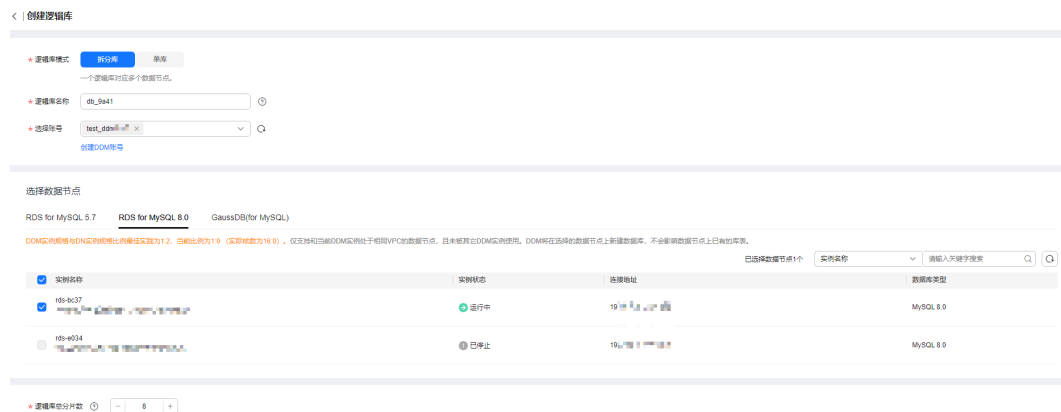 创建逻辑库
* 逻辑库模式 拆分库 单库
一个逻辑库对应多个数据节点。
* 逻辑库名称 db_9a41
* 选择账号 test_ddm
创建DDM账号
选择数据节点
RDS for MySQL 5.7 RDS for MySQL 8.0 GaussDB(for MySQL)
DDM实例规格与DN实例规格比例最佳实践为1:2，当前比例为1:0 （实际核数为16:0）。仅支持和当前DDM实例处于相同VPC的数据节点，且未被其它DDM实例使用。DDM将在选择的数据节点上新建数据库，不会影响数据节点上已有的库表。
已选择数据节点1个 实例名称 请输入关键字搜索
实例名称 实例状态 连接地址 数据库类型
rds-bc37
运行中 19 MySQL 8.0
rds-e034
已停止 19 MySQL 8.0
* 逻辑库总分片数 8